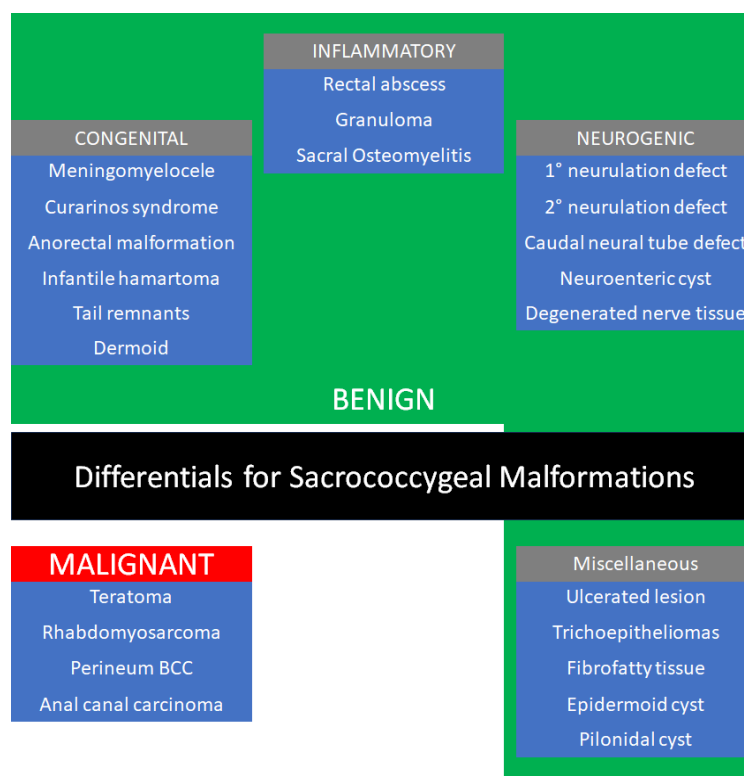 INFLAMMATORY
Rectal abscess
Granuloma
Sacral Osteomyelitis
CONGENITAL
Meningomyelocele
Curarinos syndrome
Anorectal malformation
Infantile hamartoma
Tail remnants
Dermoid
NEUROGENIC
1° neurulation defect
2° neurulation defect
Caudal neural tube defect
Neuroenteric cyst
Degenerated nerve tissue
BENIGN
Differentials for Sacrococcygeal Malformations
MALIGNANT
Teratoma
Rhabdomyosarcoma
Perineum BCC
Anal canal carcinoma
Miscellaneous
Ulcerated lesion
Trichoepitheliomas
Fibrofatty tissue
Epidermoid cyst
Pilonidal cyst